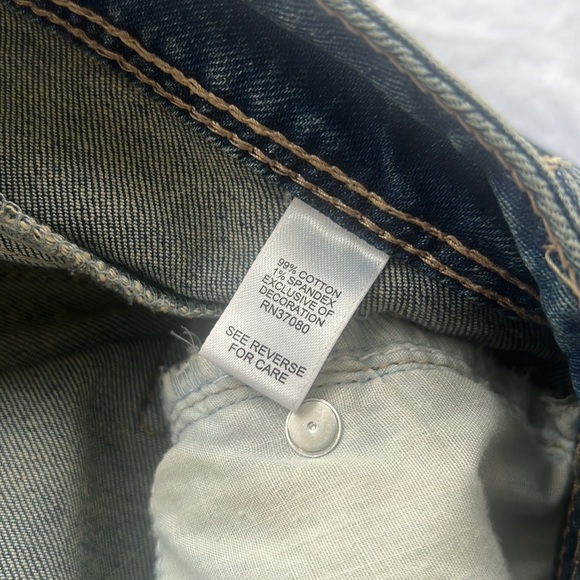 99% COTTON
1% SPANDEX
EXCLUSIVE OF
DECORATION
RN37080
SEE REVERSE
FOR CARE